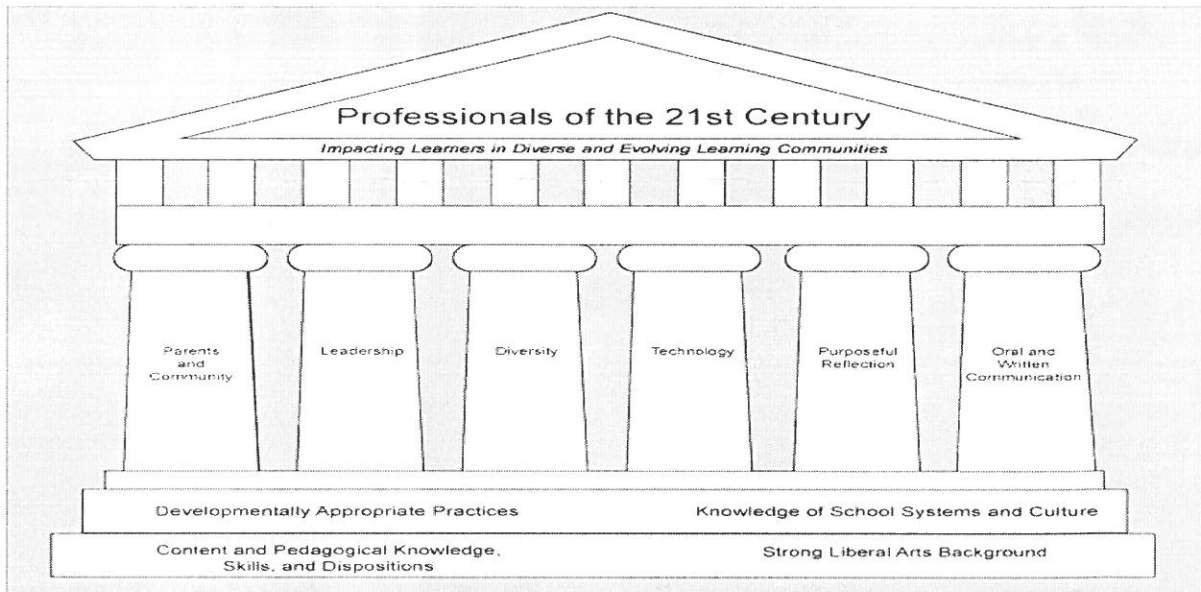 Professionals of the 21st Century
Impacting Learners in Diverse and Evolving Learning Communities
Parents
and
Community
Leadership
Diversity
Technology
Purposeful
Reflection
Oral and
Written
Communication
Developmentally Appropriate Practices
Knowledge of School Systems and Culture
Content and Pedagogical Knowledge,
Skills, and Dispositions
Strong Liberal Arts Background